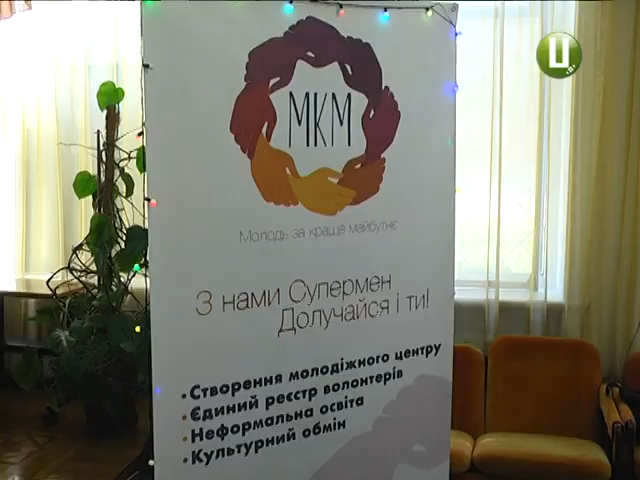 Ц
МКМ
Молодь за краще майбутнє
З нами Супермен
Долучайся і ти!
•Створення молодіжного центру
•Єдиний реєстр волонтерів
•Неформальна освіта
•Культурний обмін